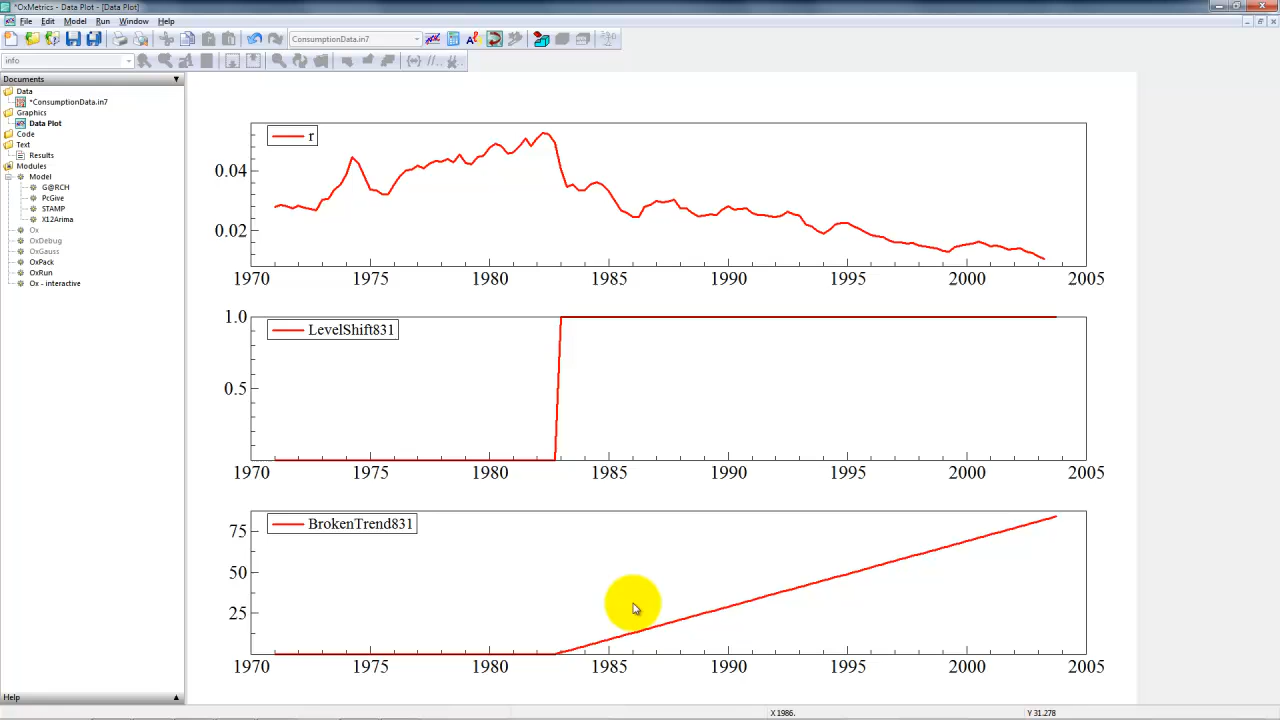 *OxMetrics - Data Plot - [Data Plot]
File Edit Model Run Window Help
ConsumptionData.in7
info
Documents
Data
*ConsumptionData.in7
Graphics
Data Plot
Code
Text
Results
Modules
Model
G@RCH
PcGive
STAMP
X12Arima
Ox
OxDebug
OxGauss
OxPack
OxRun
Ox - interactive
Help
r
0.04
0.02
1970 1975 1980 1985 1990 1995 2000 2005
1.0
LevelShift831
0.5
1970 1975 1980 1985 1990 1995 2000 2005
BrokenTrend831
75
50
25
1970 1975 1980 1985 1990 1995 2000 2005
X 1986. Y 31.278